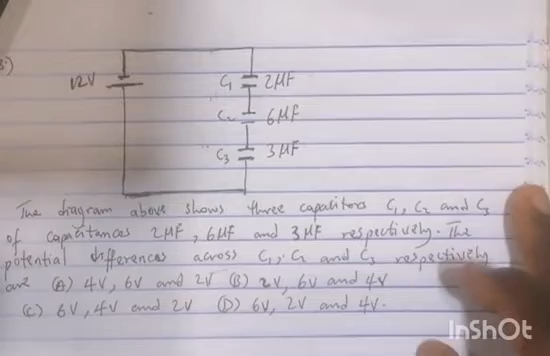 12V
C1 2μF
C2 6μF
C3 3μF
The diagram above shows three capacitors C1, C2 and C3
of capacitances 2μF, 6μF and 3μF respectively. The
potential differences across C1, C2 and C3 respectively
are (A) 4V, 6V and 2V (B) 2V, 6V and 4V
(C) 6V, 4V and 2V (D) 6V, 2V and 4V.
InShOt